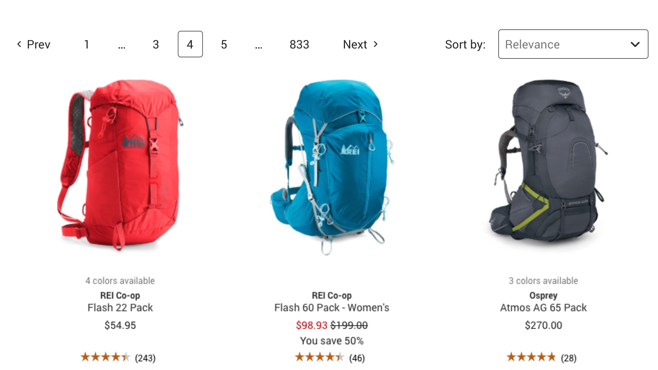 Prev 1 ... 3 4 5 ... 833 Next Sort by: Relevance
REI
REI
4 colors available
REI Co-op
Flash 22 Pack
$54.95
(243)
REI Co-op
Flash 60 Pack - Women's
$98.93 $199.00
You save 50%
(46)
3 colors available
Osprey
Atmos AG 65 Pack
$270.00
(28)